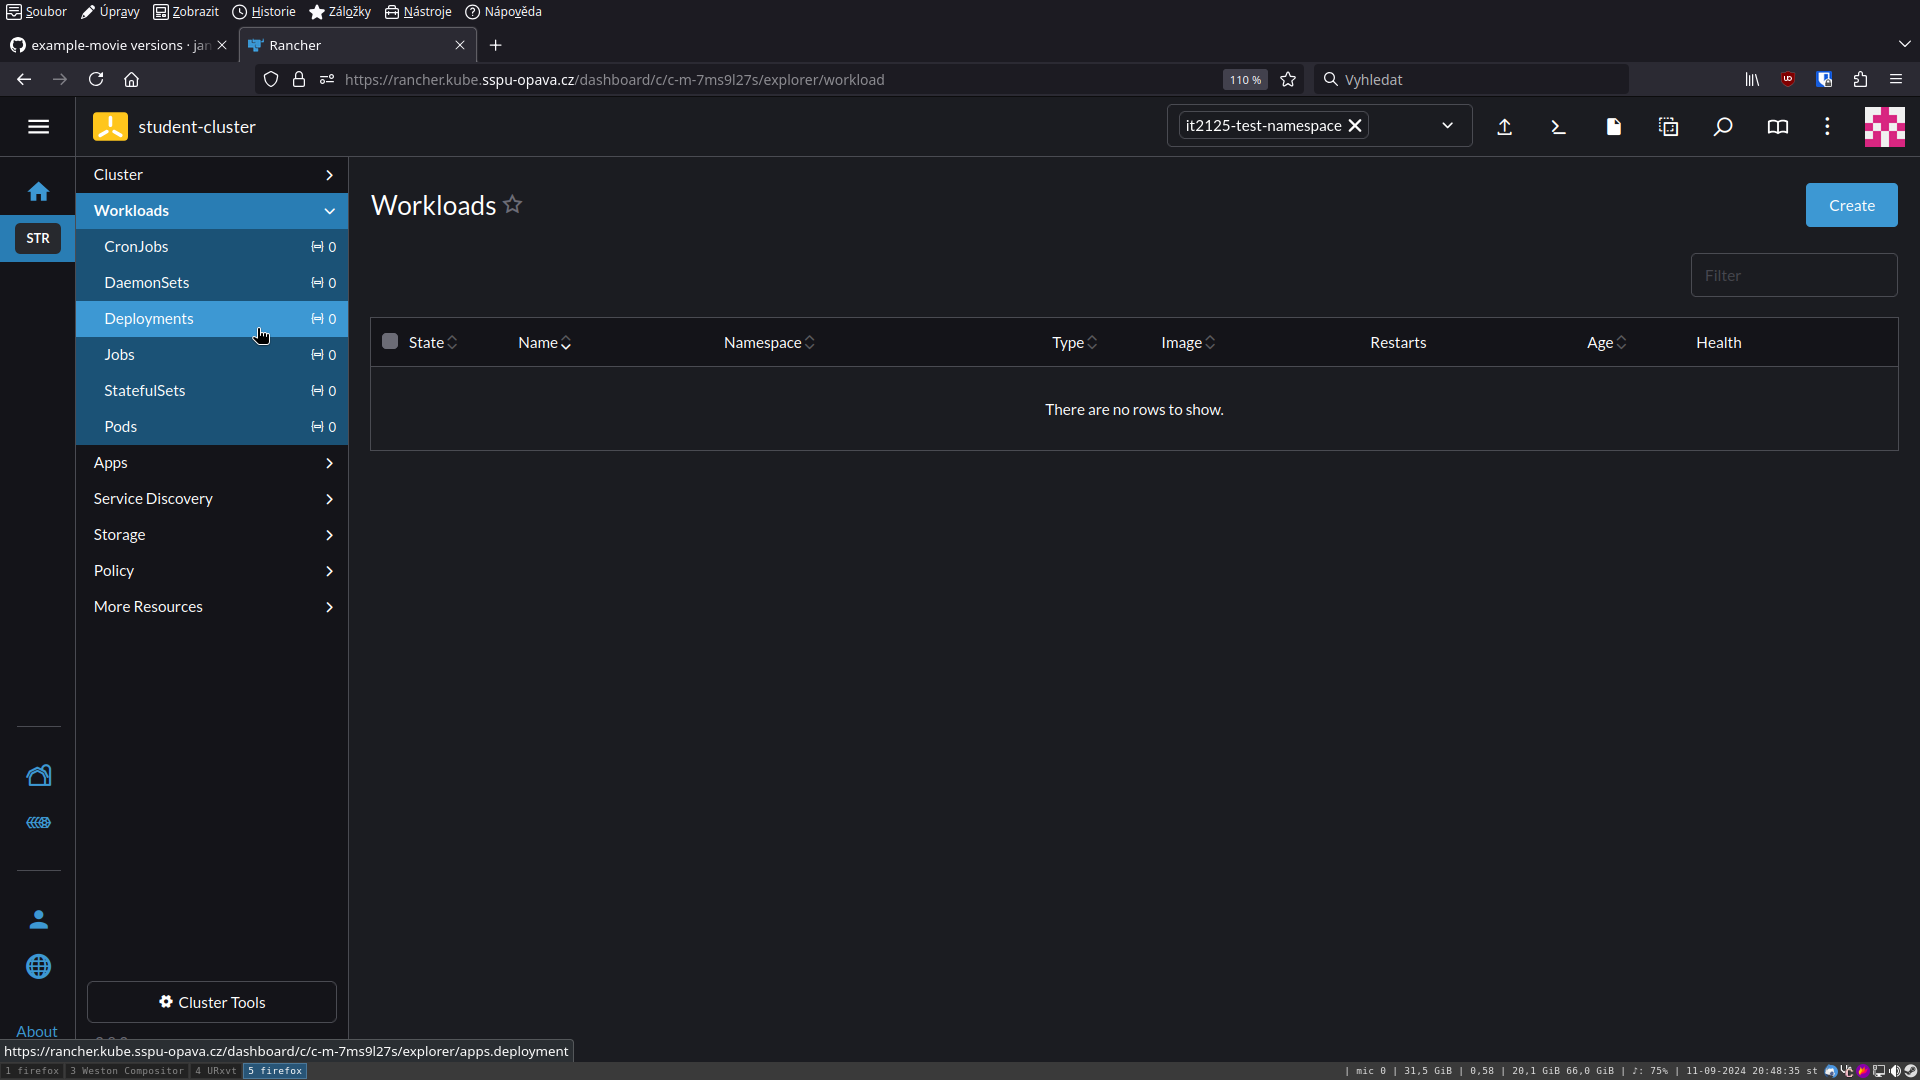 Soubor Úpravy Zobrazit Historie Záložky Nástroje Nápověda
example-movie versions · jan
Rancher
https://rancher.kube.sspu-opava.cz/dashboard/c/c-m-7ms9l27s/explorer/workload
110 %
Vyhledat
student-cluster
it2125-test-namespace
Cluster
Workloads
STR
CronJobs 0
DaemonSets 0
Deployments 0
Jobs 0
StatefulSets 0
Pods 0
Apps
Service Discovery
Storage
Policy
More Resources
Workloads
Create
Filter
State Name Namespace Type Image Restarts Age Health
There are no rows to show.
Cluster Tools
About
https://rancher.kube.sspu-opava.cz/dashboard/c/c-m-7ms9l27s/explorer/apps.deployment
1 firefox 3 Weston Compositor 4 URxvt 5 firefox
| mic 0 | 31,5 GiB | 0,58 | 20,1 GiB 66,0 GiB | ♪: 75% | 11-09-2024 20:48:35 st